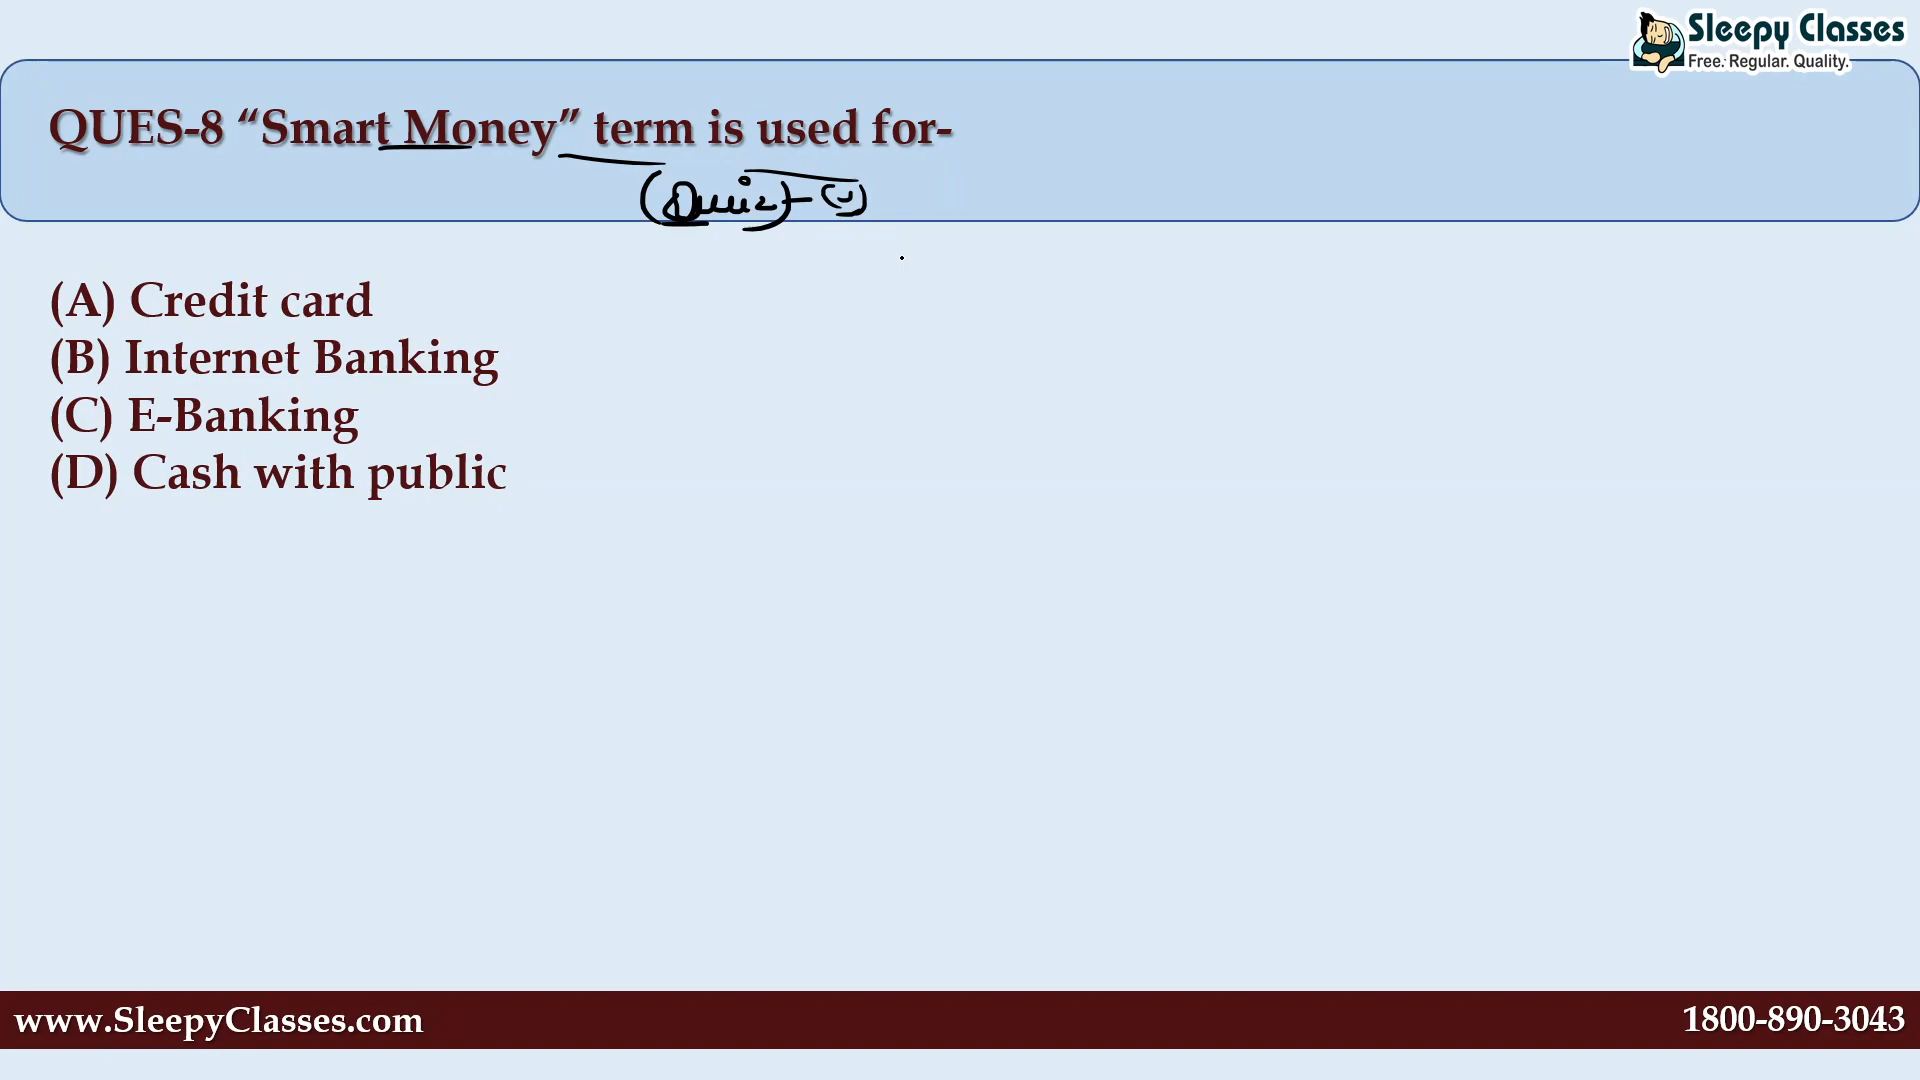 Sleepy Classes
Free. Regular. Quality.
QUES-8 “Smart Money” term is used for-
(Quiz) -
(A) Credit card
(B) Internet Banking
(C) E-Banking
(D) Cash with public
www.SleepyClasses.com
1800-890-3043